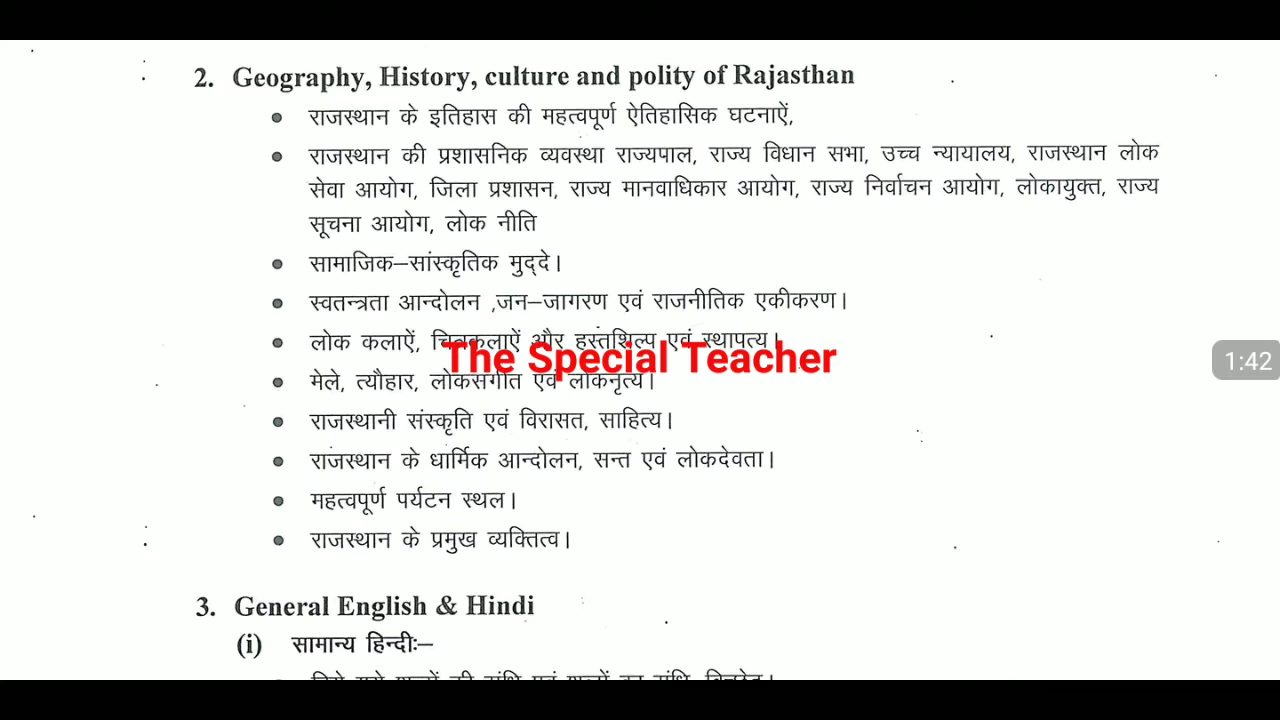 2. Geography, History, culture and polity of Rajasthan
• राजस्थान के इतिहास की महत्वपूर्ण ऐतिहासिक घटनाऐं,
• राजस्थान की प्रशासनिक व्यवस्था राज्यपाल, राज्य विधान सभा, उच्च न्यायालय, राजस्थान लोक
सेवा आयोग, जिला प्रशासन, राज्य मानवाधिकार आयोग, राज्य निर्वाचन आयोग, लोकायुक्त, राज्य
सूचना आयोग, लोक नीति
• सामाजिक–सांस्कृतिक मुद्दे।
• स्वतन्त्रता आन्दोलन ,जन–जागरण एवं राजनीतिक एकीकरण।
• लोक कलाऐं, चित्रकलाऐं और हस्तशिल्प एवं स्थापत्य।
The Special Teacher
1:42
• मेले, त्यौहार, लोकसंगीत एवं लोकनृत्य।
• राजस्थानी संस्कृति एवं विरासत, साहित्य।
• राजस्थान के धार्मिक आन्दोलन, सन्त एवं लोकदेवता।
• महत्वपूर्ण पर्यटन स्थल।
• राजस्थान के प्रमुख व्यक्तित्व।
3. General English & Hindi
(i) सामान्य हिन्दीः–